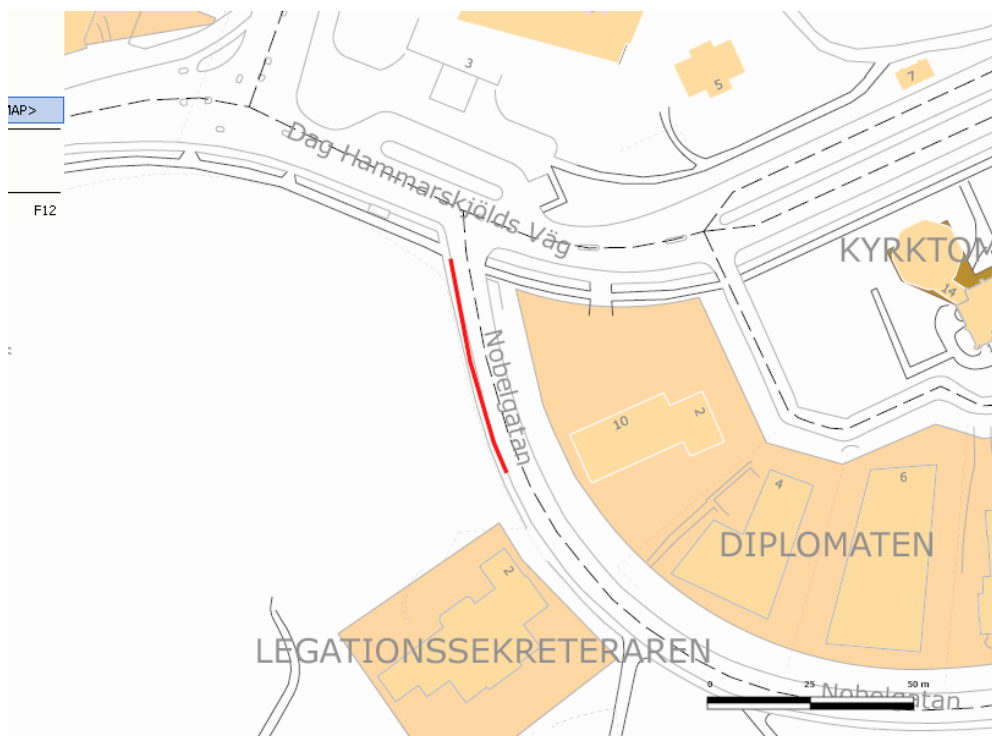 MAP>
F12
3
5
7
Dag Hammarskjölds Väg
KYRKTOM
14
Nobelgatan
10
2
4
6
DIPLOMATEN
2
LEGATIONSSEKRETERAREN
0 25 50 m
Nobelgatan